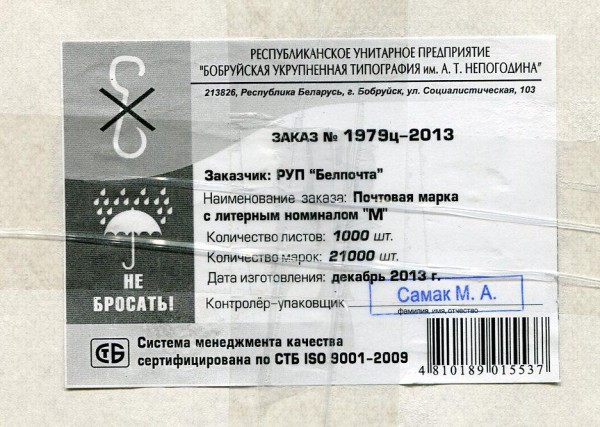 РЕСПУБЛИКАНСКОЕ УНИТАРНОЕ ПРЕДПРИЯТИЕ
"БОБРУЙСКАЯ УКРУПНЕННАЯ ТИПОГРАФИЯ им. А. Т. НЕПОГОДИНА"
213826, Республика Беларусь, г. Бобруйск, ул. Социалистическая, 103
ЗАКАЗ № 1979ц-2013
Заказчик: РУП "Белпочта"
Наименование заказа: Почтовая марка
с литерным номиналом "М"
Количество листов: 1000 шт.
Количество марок: 21000 шт.
Дата изготовления: декабрь 2013 г.
Контролёр-упаковщик Самак М. А.
фамилия, имя, отчество
НЕ
БРОСАТЬ!
СТБ
Система менеджмента качества
сертифицирована по СТБ ISO 9001-2009
4 810189 015537